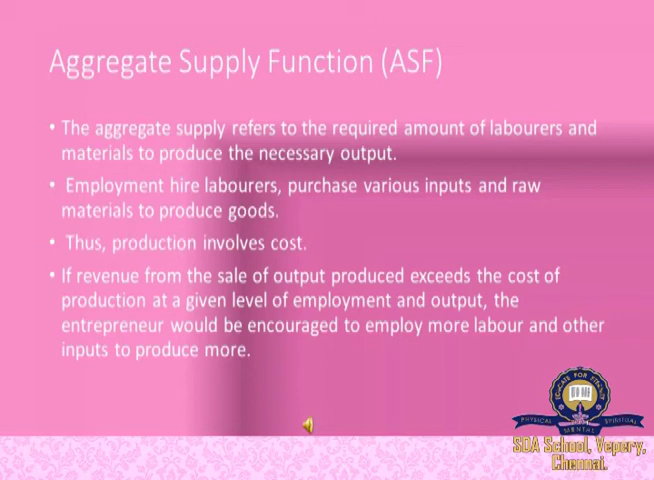 Aggregate Supply Function (ASF)
• The aggregate supply refers to the required amount of labourers and
materials to produce the necessary output.
• Employment hire labourers, purchase various inputs and raw
materials to produce goods.
• Thus, production involves cost.
• If revenue from the sale of output produced exceeds the cost of
production at a given level of employment and output, the
entrepreneur would be encouraged to employ more labour and other
inputs to produce more.
EDUCATE FOR ETERNITY
PHYSICAL MENTAL SPIRITUAL
SDA School, Vepery,
Chennai.